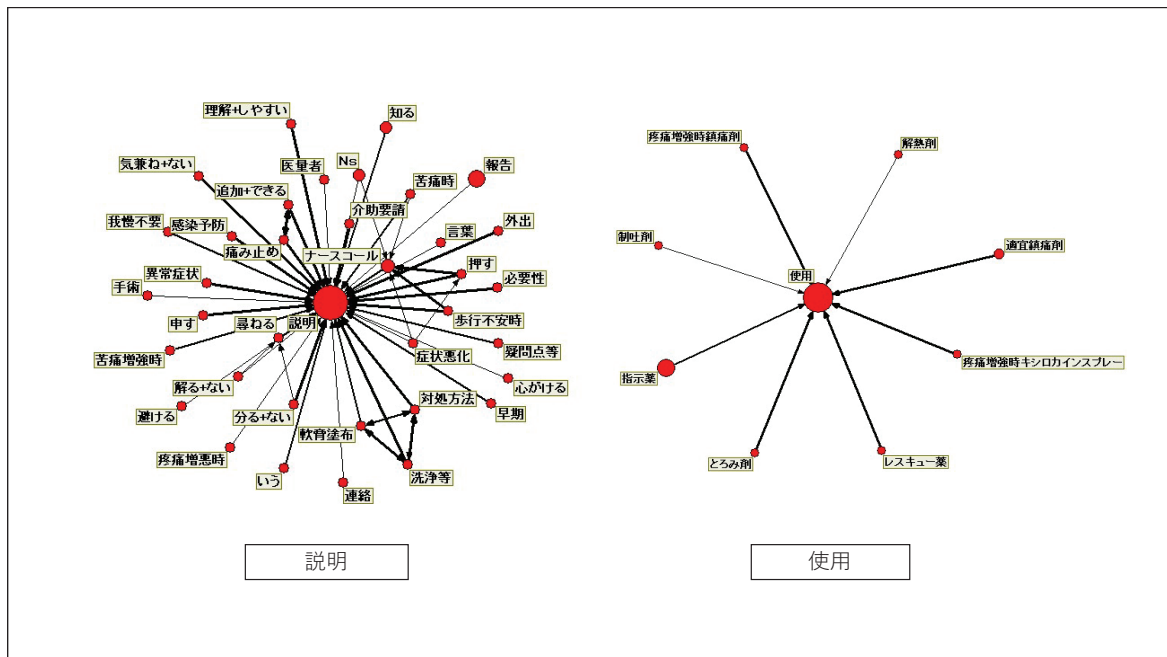 理解+しやすい
知る
気兼ね+ない
医量者
Ns
報告
追加+できる
苦痛時
我慢不要
感染予防
介助要請
言葉
外出
痛み止め
ナースコール
押す
異常症状
必要性
手術
申す
尋ねる
説明
歩行不安時
苦痛増強時
症状悪化
疑問点等
解る+ない
心がける
避ける
分る+ない
対処方法
早期
軟膏塗布
疼痛増悪時
いう
洗浄等
連絡
説明
疼痛増強時鎮痛剤
解熱剤
制吐剤
適宜鎮痛剤
使用
指示薬
疼痛増強時キシロカインスプレー
とろみ剤
レスキュー薬
使用